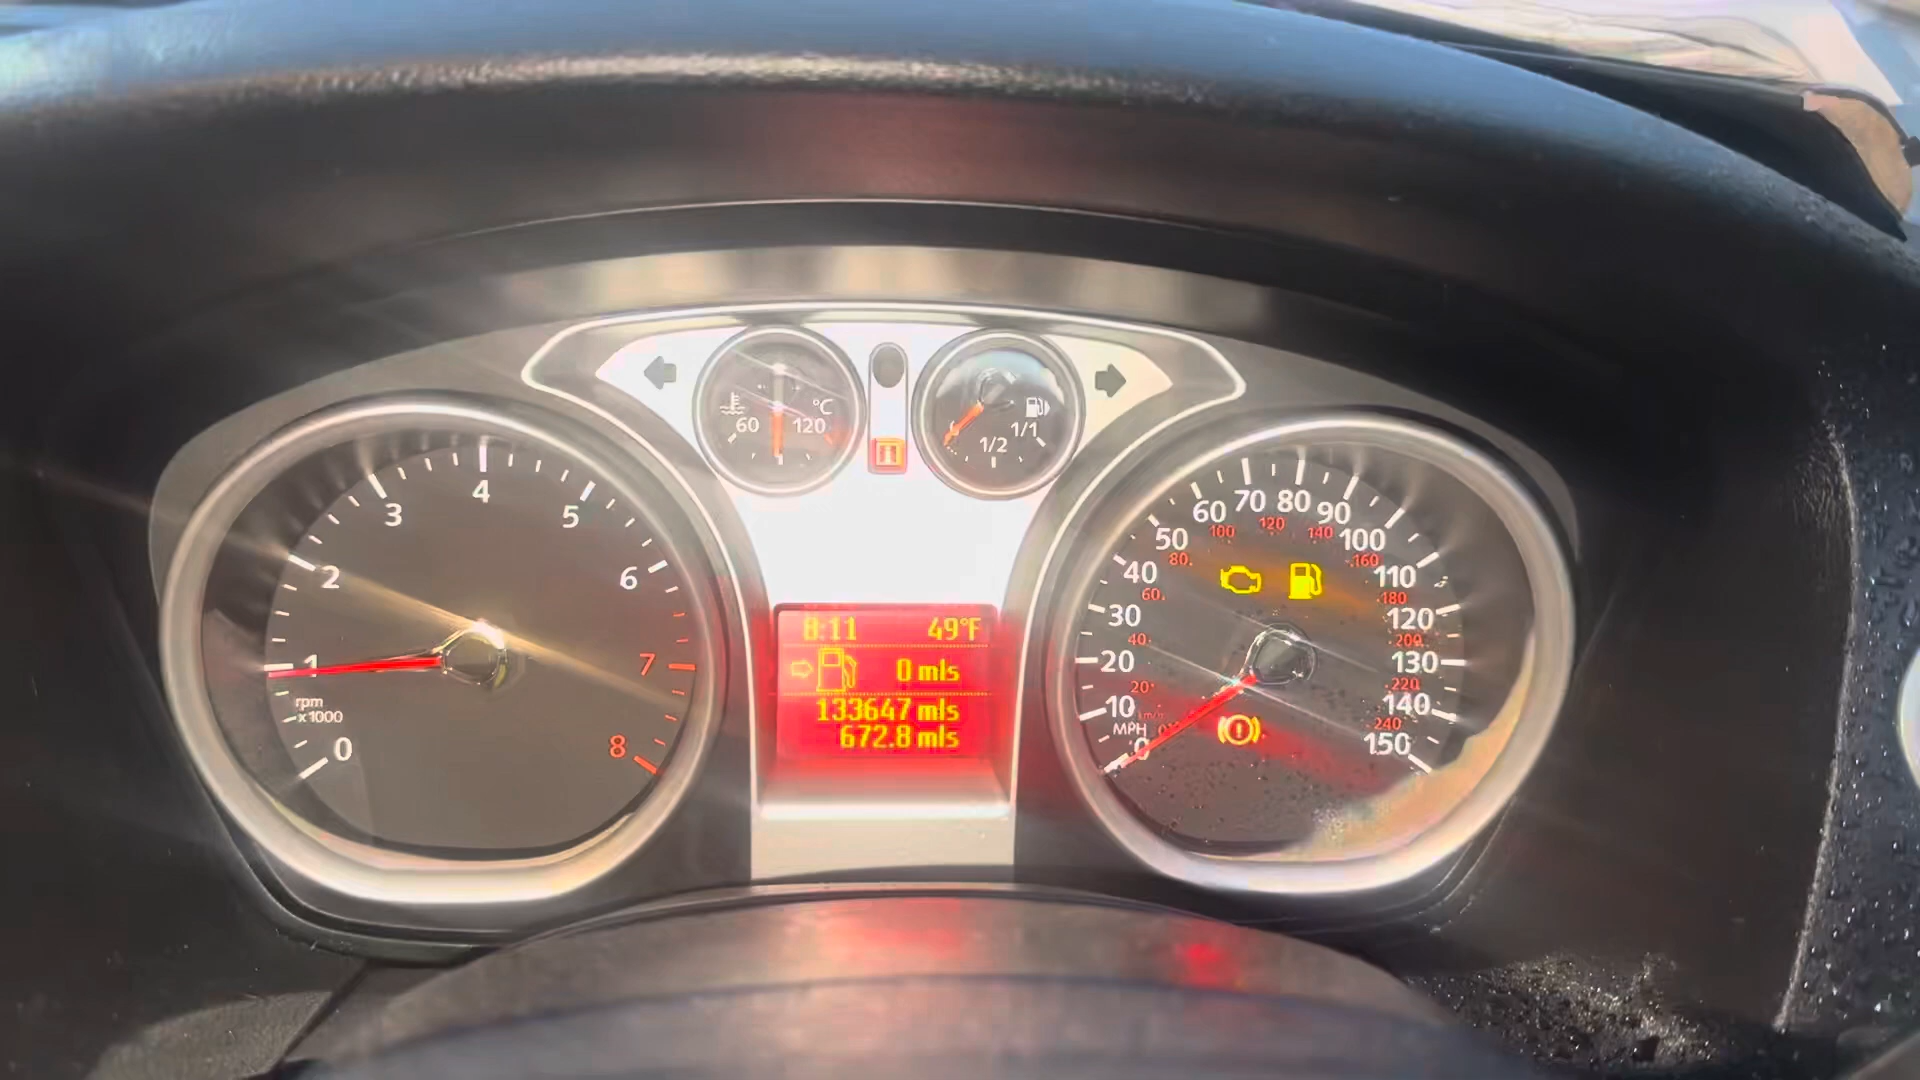 60 °C 120
1/2 1/1
0 1 2 3 4 5 6 7 8
rpm
x1000
8:11 49°F
0 mls
133647 mls
672.8 mls
0 10 20 30 40 50 60 70 80 90 100 110 120 130 140 150
MPH
km/h
20 40 60 80 100 120 140 160 180 200 220 240